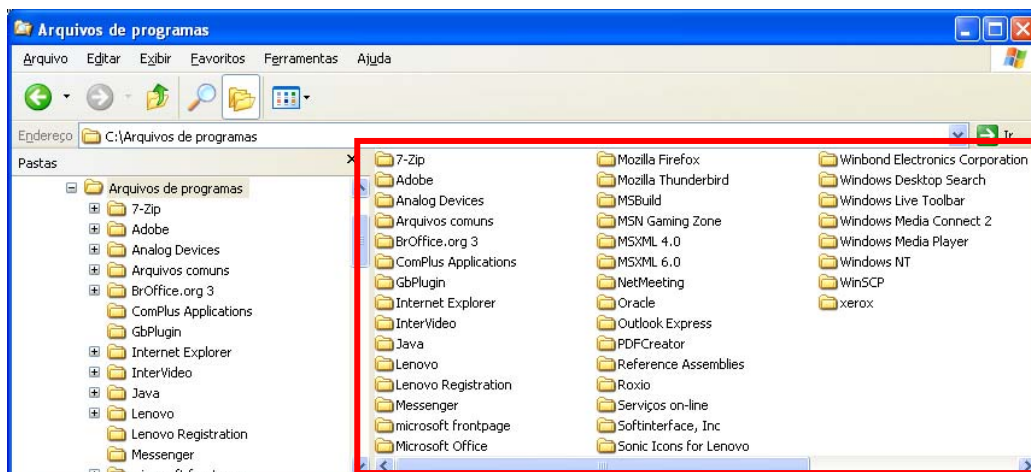 Arquivos de programas
Arquivo Editar Exibir Favoritos Ferramentas Ajuda
Endereço C:\Arquivos de programas Ir
Pastas
Arquivos de programas
7-Zip
Adobe
Analog Devices
Arquivos comuns
BrOffice.org 3
ComPlus Applications
GbPlugin
Internet Explorer
InterVideo
Java
Lenovo
Lenovo Registration
Messenger
microsoft frontpage
7-Zip
Adobe
Analog Devices
Arquivos comuns
BrOffice.org 3
ComPlus Applications
GbPlugin
Internet Explorer
InterVideo
Java
Lenovo
Lenovo Registration
Messenger
microsoft frontpage
Microsoft Office
Mozilla Firefox
Mozilla Thunderbird
MSBuild
MSN Gaming Zone
MSXML 4.0
MSXML 6.0
NetMeeting
Oracle
Outlook Express
PDFCreator
Reference Assemblies
Roxio
Serviços on-line
Softinterface, Inc
Sonic Icons for Lenovo
Winbond Electronics Corporation
Windows Desktop Search
Windows Live Toolbar
Windows Media Connect 2
Windows Media Player
Windows NT
WinSCP
xerox